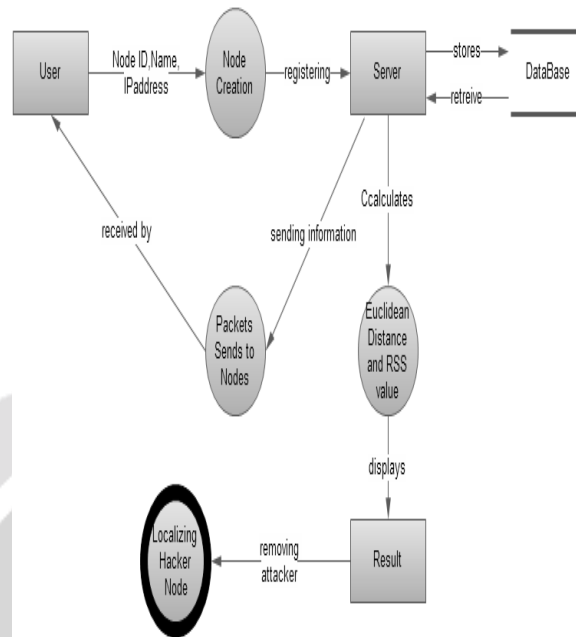 User
Node ID,Name,
IPaddress
Node
Creation
registering
Server
stores
retreive
DataBase
received by
sending information
Ccalculates
Packets
Sends to
Nodes
Euclidean
Distance
and RSS
value
displays
Localizing
Hacker
Node
removing
attacker
Result